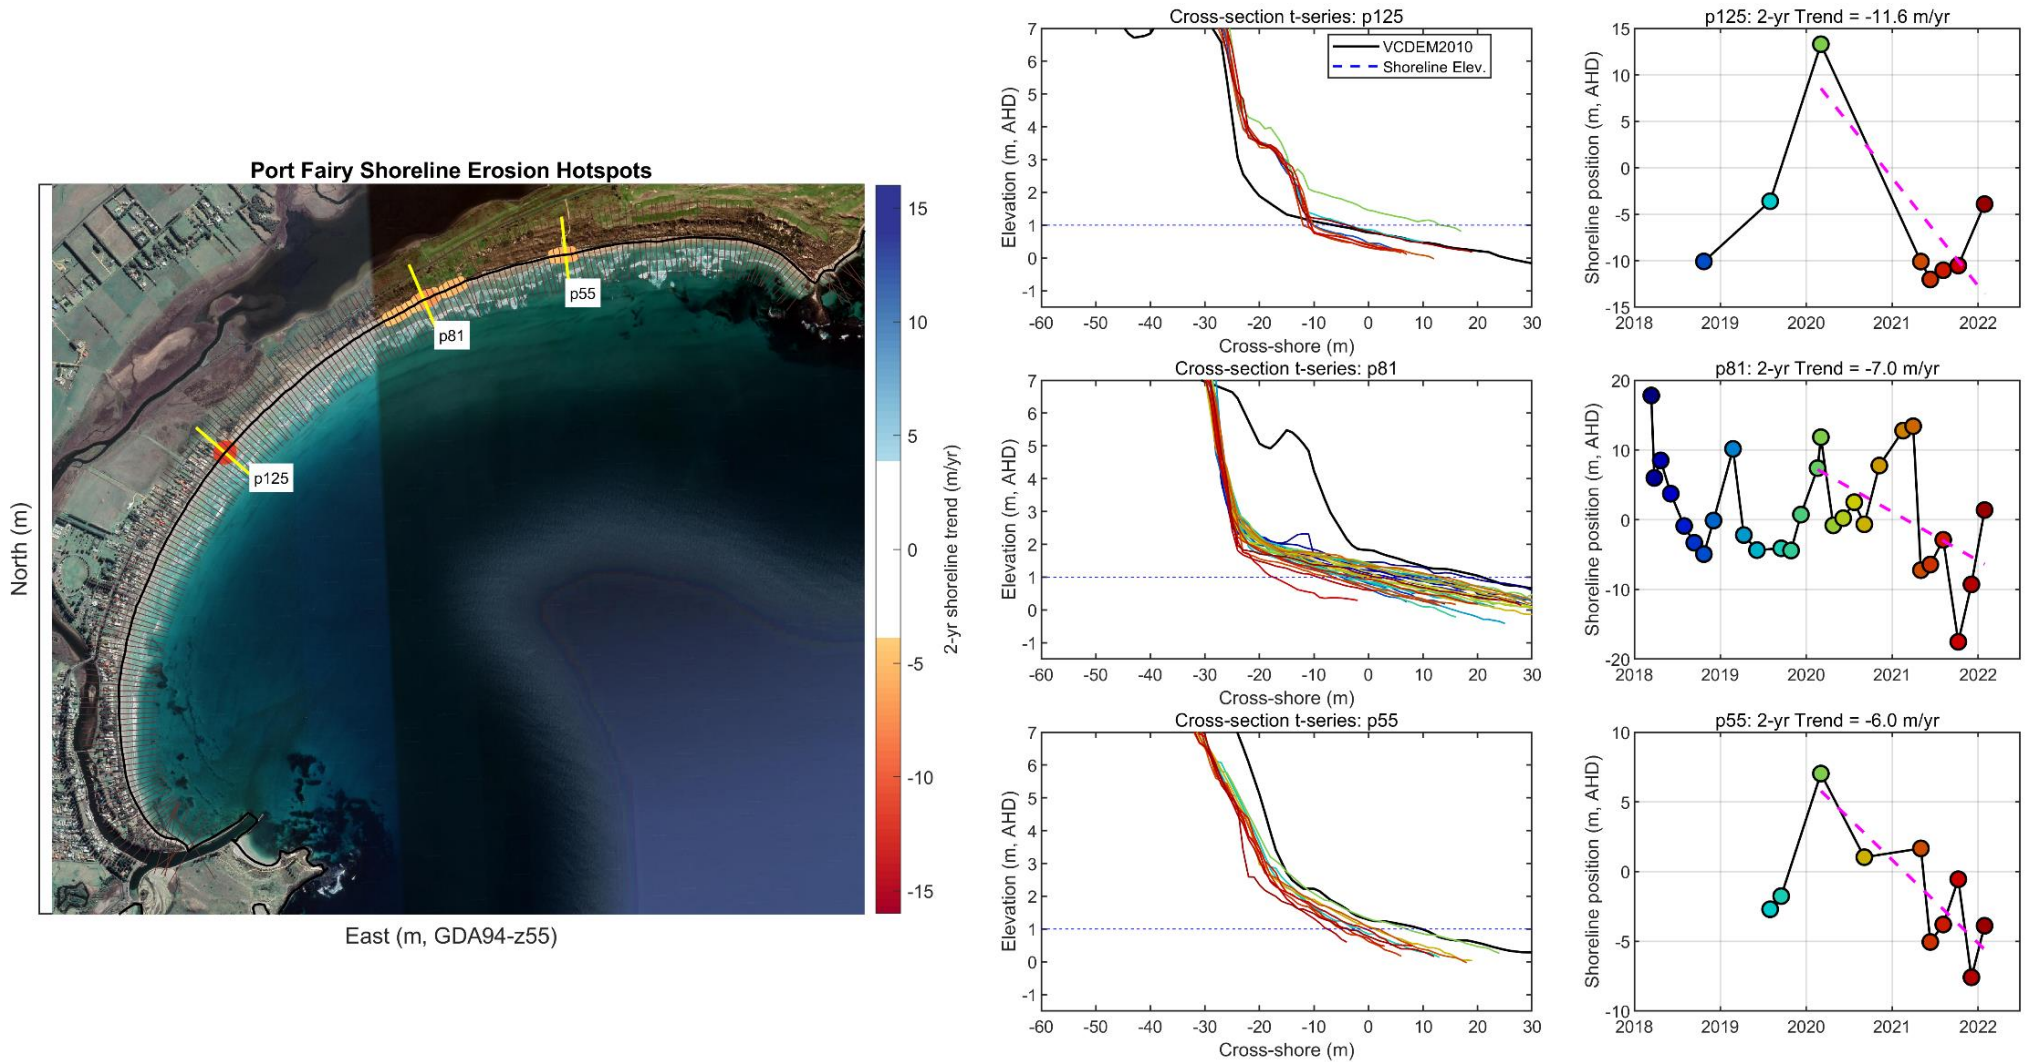 Port Fairy Shoreline Erosion Hotspots
North (m)
East (m, GDA94-z55)
p55
p81
p125
15
10
5
0
-5
-10
-15
2-yr shoreline trend (m/yr)
Cross-section t-series: p125
VCDEM2010
Shoreline Elev.
Elevation (m, AHD)
7
6
5
4
3
2
1
0
-1
-60 -50 -40 -30 -20 -10 0 10 20 30
Cross-shore (m)
p125: 2-yr Trend = -11.6 m/yr
Shoreline position (m, AHD)
15
10
5
0
-5
-10
-15
2018 2019 2020 2021 2022
Cross-section t-series: p81
Elevation (m, AHD)
7
6
5
4
3
2
1
0
-1
-60 -50 -40 -30 -20 -10 0 10 20 30
Cross-shore (m)
p81: 2-yr Trend = -7.0 m/yr
Shoreline position (m, AHD)
20
10
0
-10
-20
2018 2019 2020 2021 2022
Cross-section t-series: p55
Elevation (m, AHD)
7
6
5
4
3
2
1
0
-1
-60 -50 -40 -30 -20 -10 0 10 20 30
Cross-shore (m)
p55: 2-yr Trend = -6.0 m/yr
Shoreline position (m, AHD)
10
5
0
-5
-10
2018 2019 2020 2021 2022